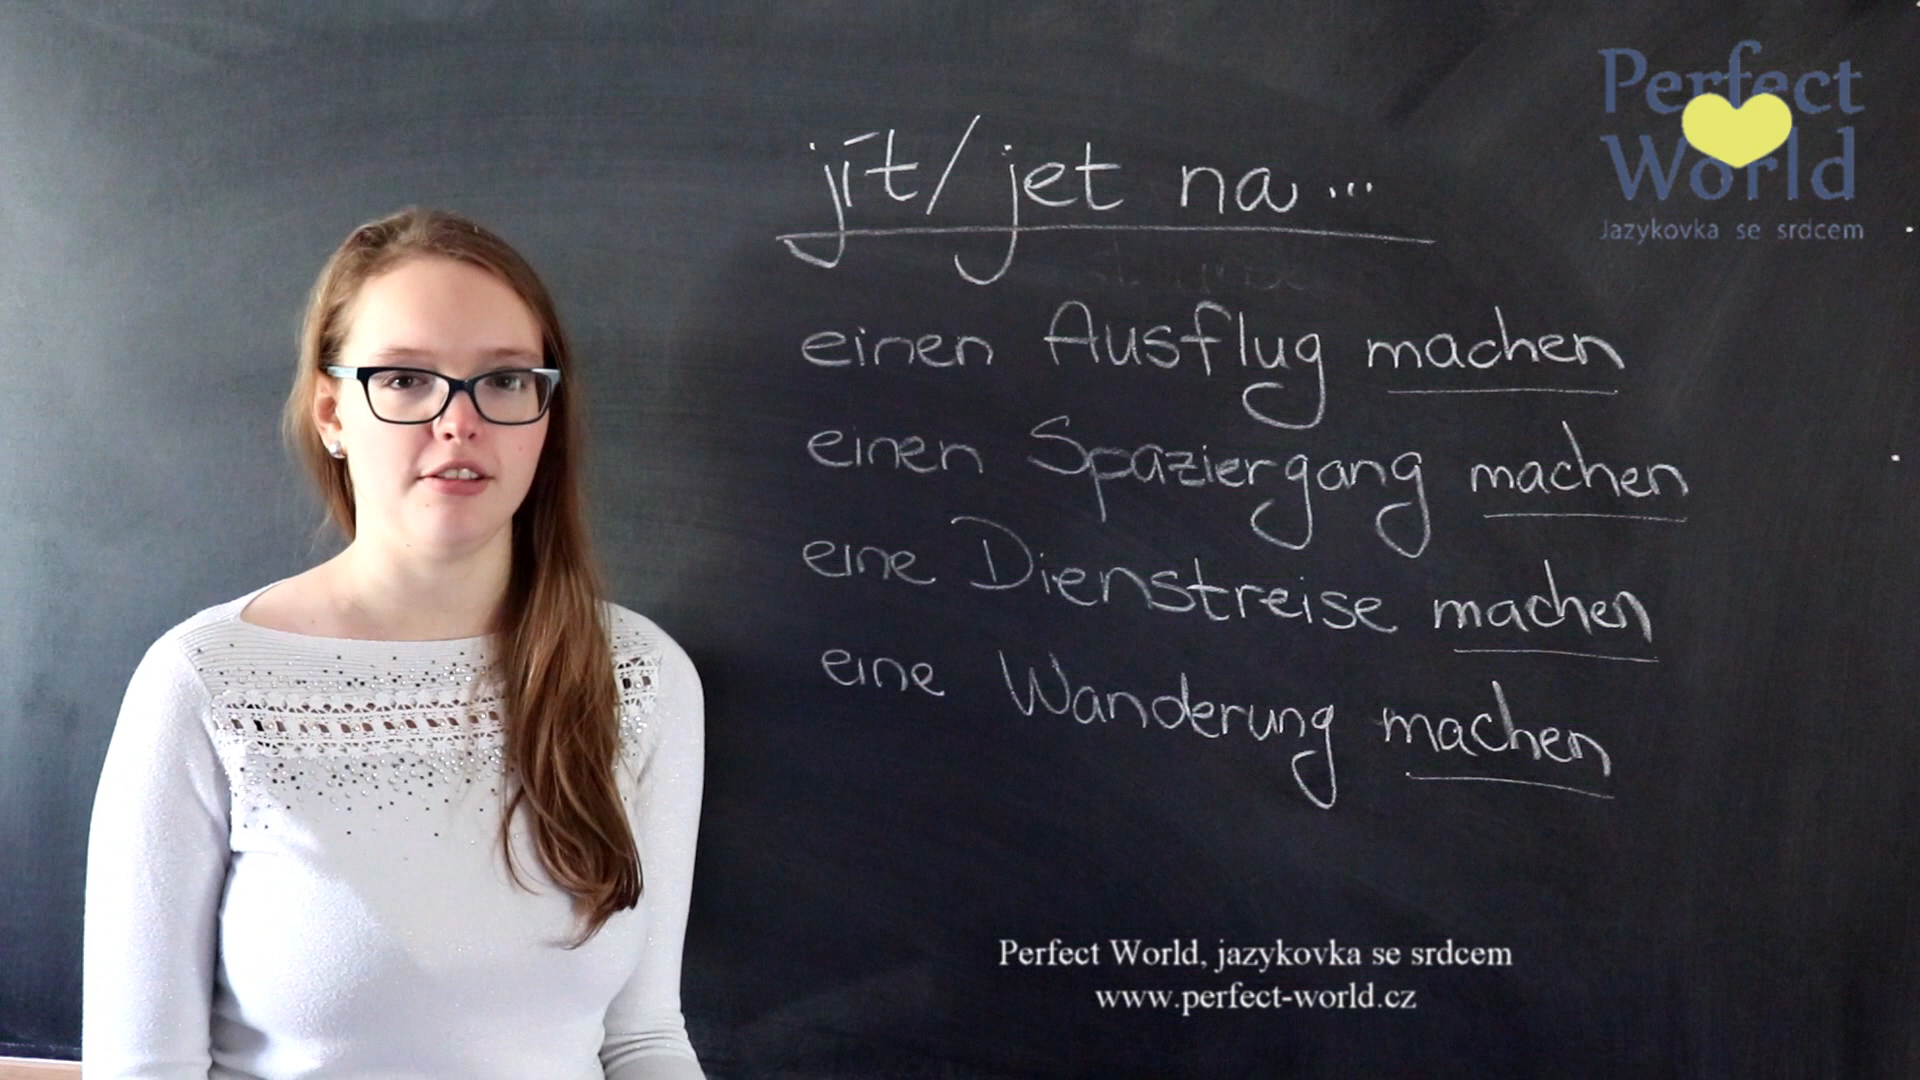 Perfect
World
Jazykovka se srdcem
jít/jet na...
einen Ausflug machen
einen Spaziergang machen
eine Dienstreise machen
eine Wanderung machen
Perfect World, jazykovka se srdcem
www.perfect-world.cz